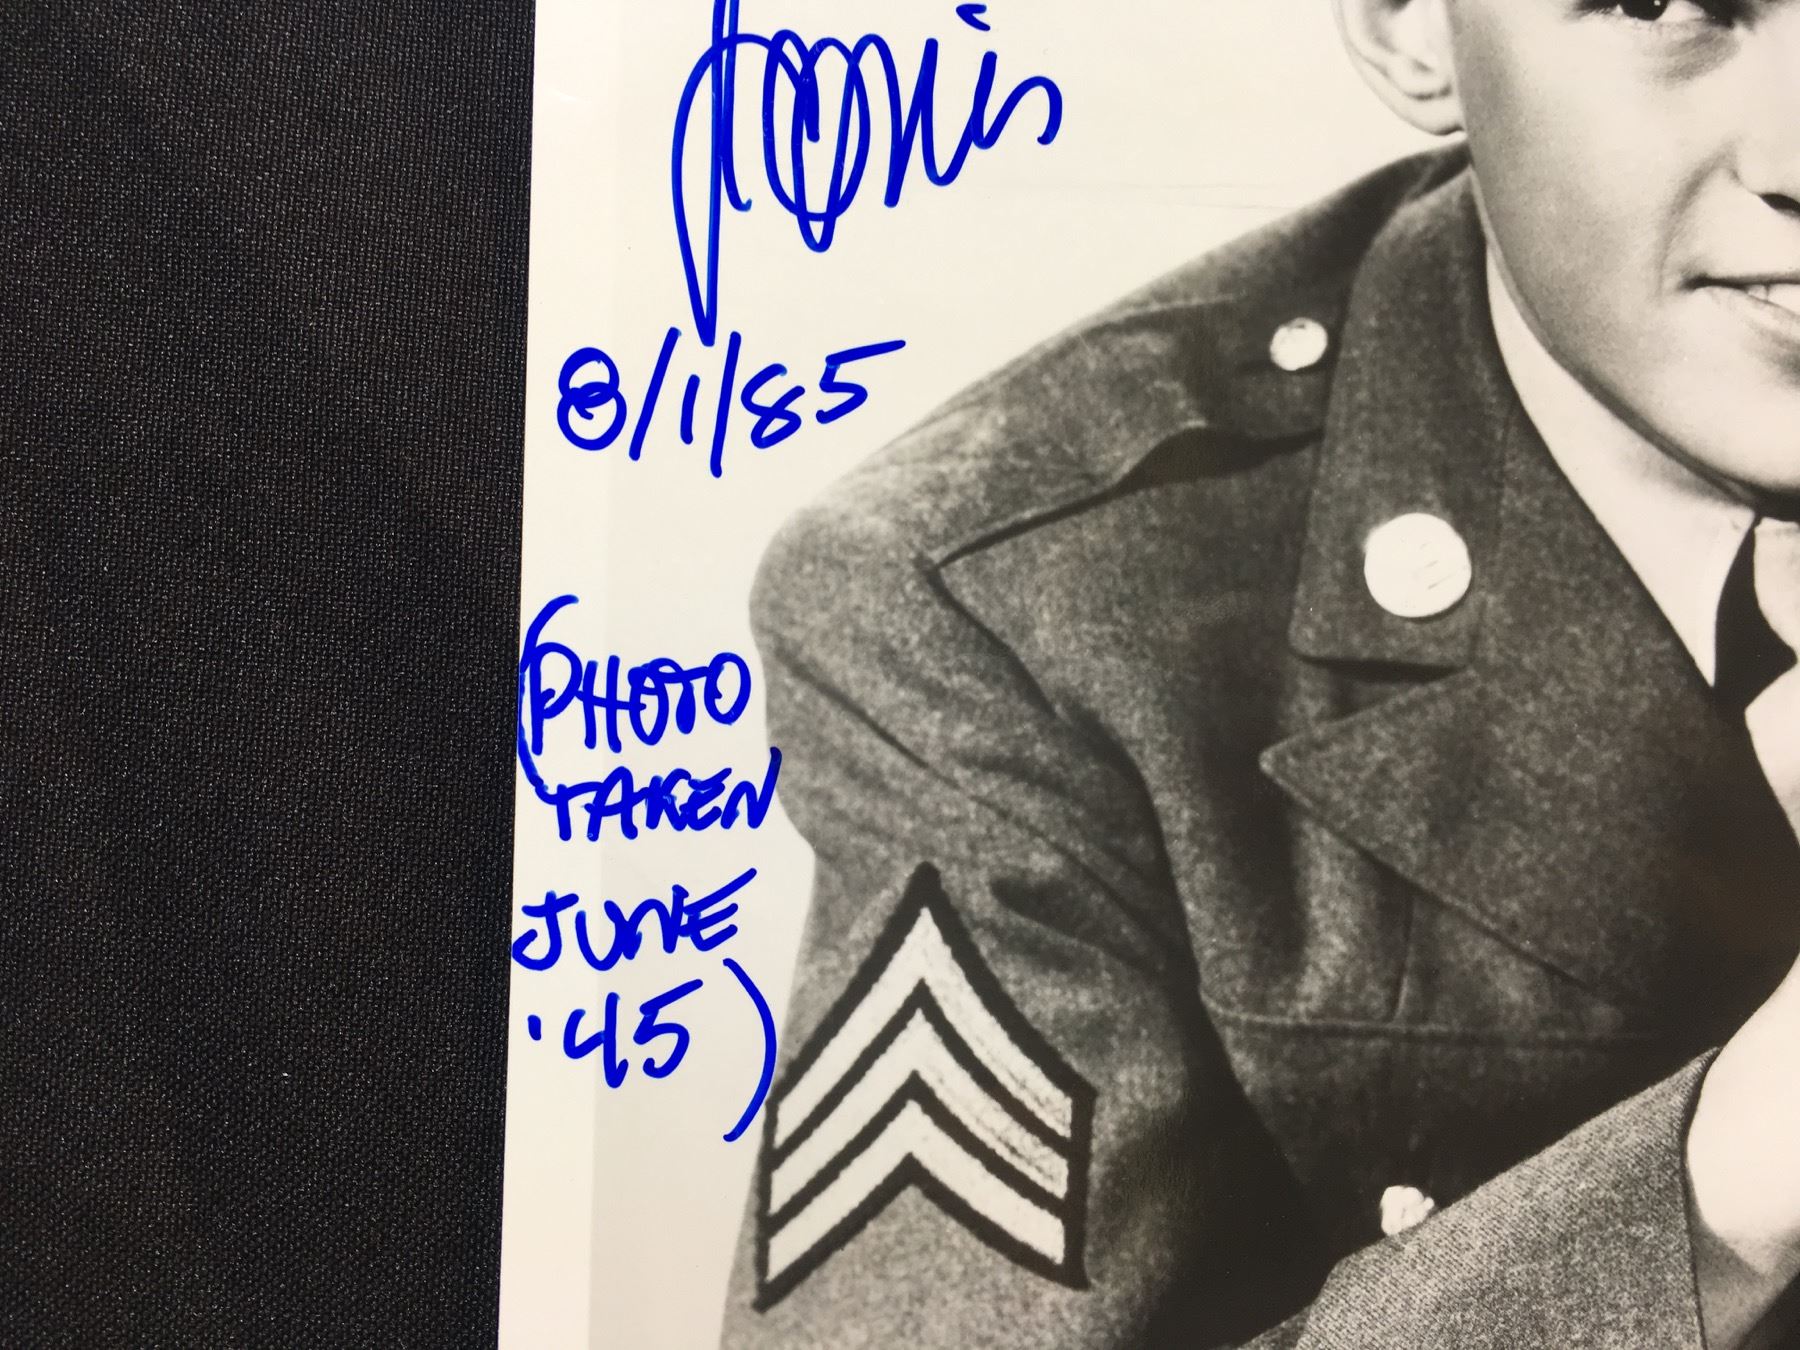 8/1/85
(PHOTO
TAKEN
JUNE
'45)